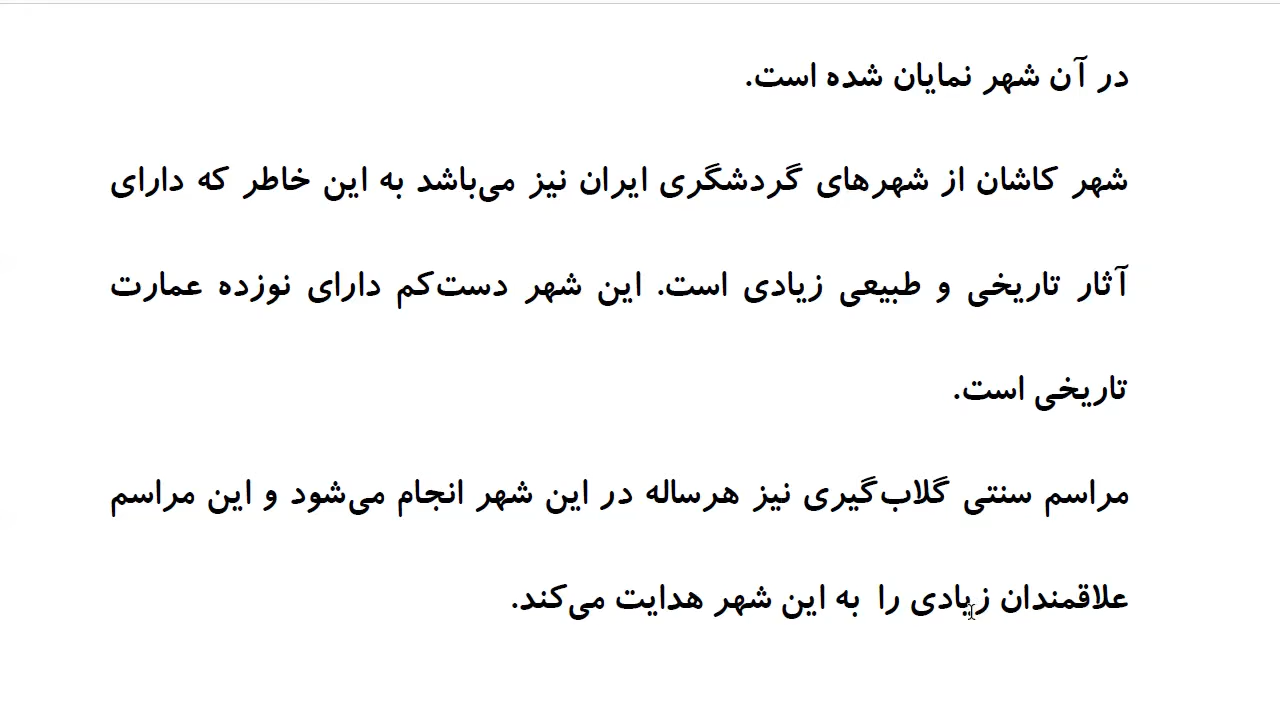 در آن شهر نمایان شده است.
شهر کاشان از شهرهای گردشگری ایران نیز می‌باشد به این خاطر که دارای
آثار تاریخی و طبیعی زیادی است. این شهر دست‌کم دارای نوزده عمارت
تاریخی است.
مراسم سنتی گلاب‌گیری نیز هرساله در این شهر انجام می‌شود و این مراسم
علاقمندان زیادی را به این شهر هدایت می‌کند.